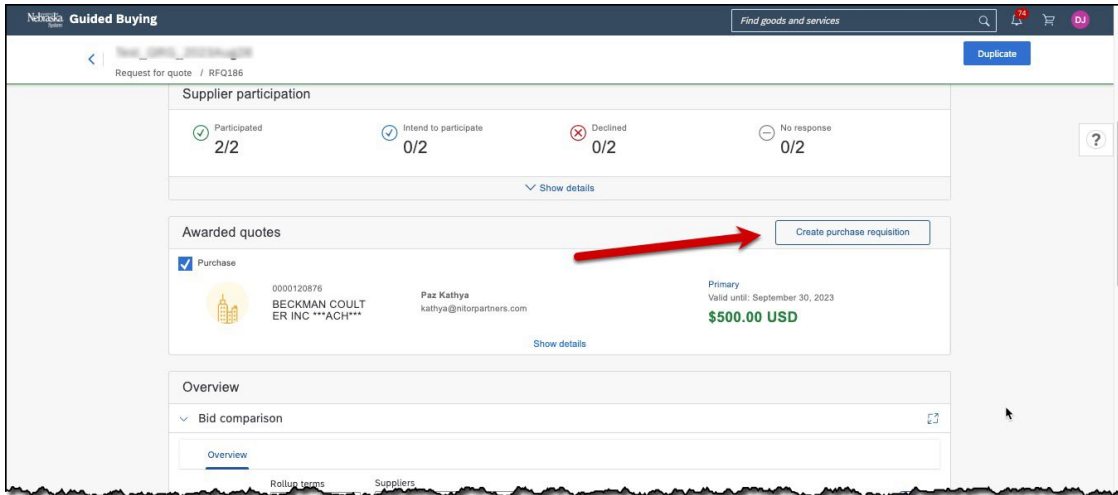 Nebraska System Guided Buying
Find goods and services
74
DJ
Duplicate
Request for quote / RFQ186
Supplier participation
Participated
2/2
Intend to participate
0/2
Declined
0/2
No response
0/2
Show details
?
Awarded quotes
Create purchase requisition
Purchase
0000120876
BECKMAN COULT
ER INC ***ACH***
Paz Kathya
kathya@nitorpartners.com
Primary
Valid until: September 30, 2023
$500.00 USD
Show details
Overview
Bid comparison
Overview
Rollup terms
Suppliers